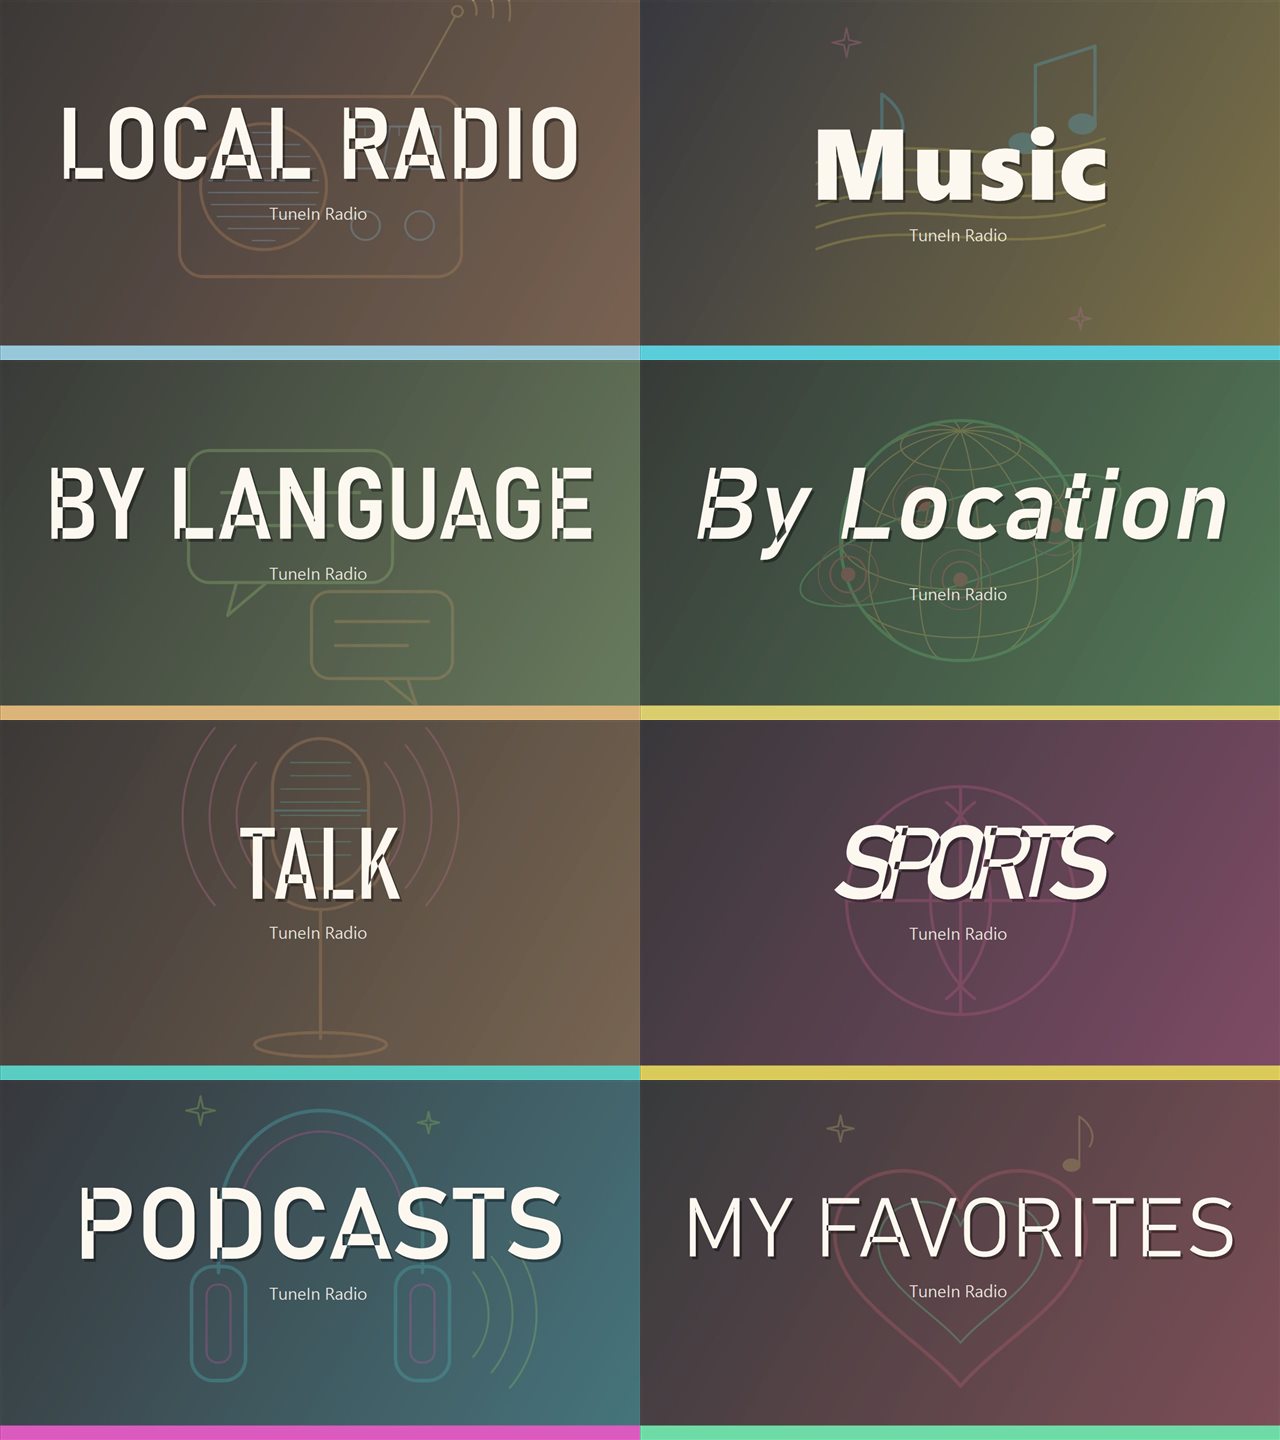 LOCAL RADIO
TuneIn Radio
Music
TuneIn Radio
BY LANGUAGE
TuneIn Radio
By Location
TuneIn Radio
TALK
TuneIn Radio
SPORTS
TuneIn Radio
PODCASTS
TuneIn Radio
MY FAVORITES
TuneIn Radio